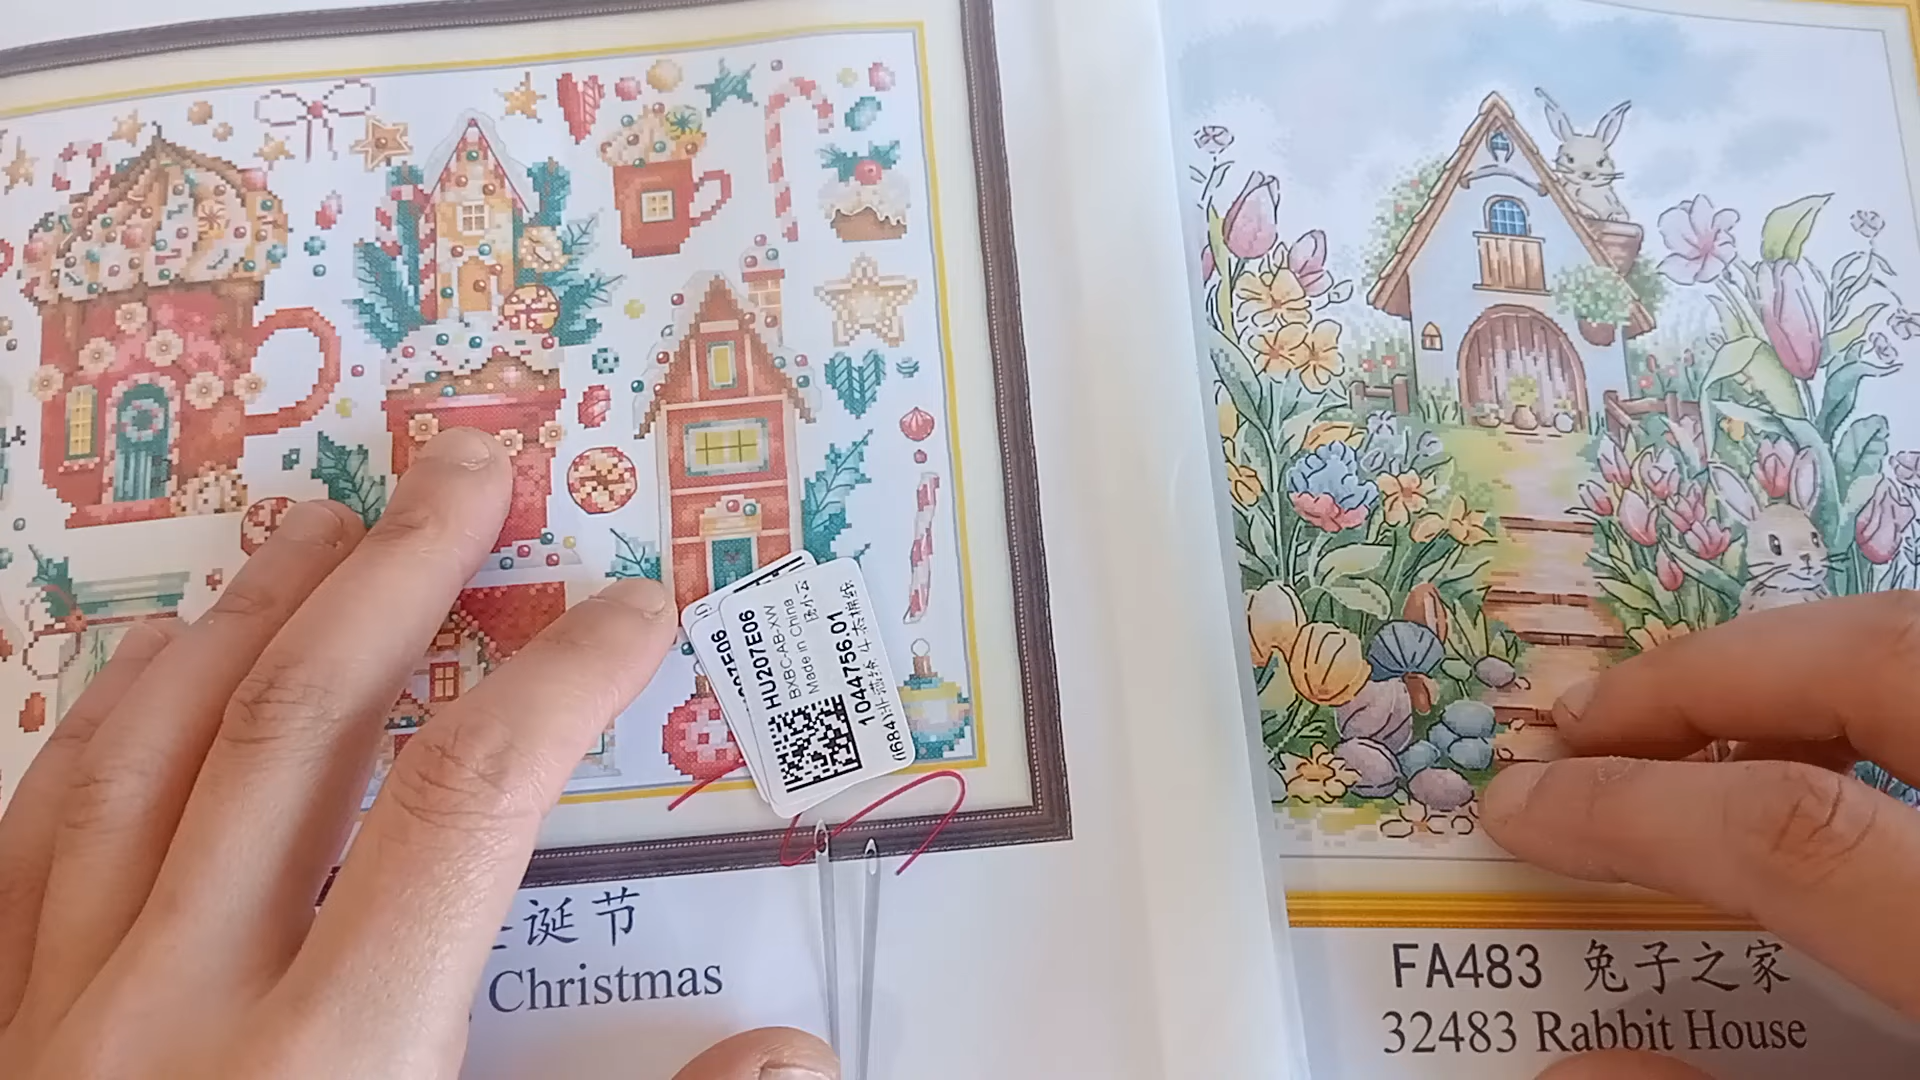 诞节
Christmas
HU207E06
BXBC-AB-XW
Made in China
1044756.01
FA483 兔子之家
32483 Rabbit House